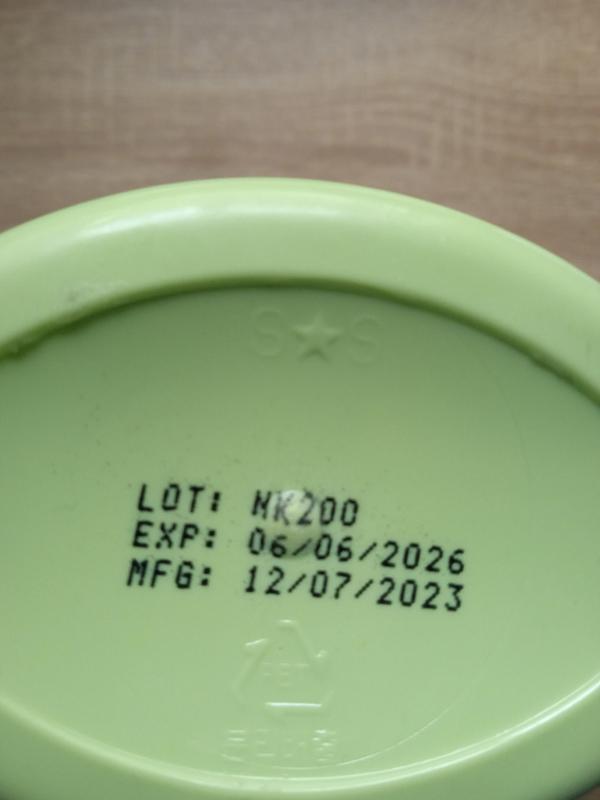 S★S
LOT: MK200
EXP: 06/06/2026
MFG: 12/07/2023
PET